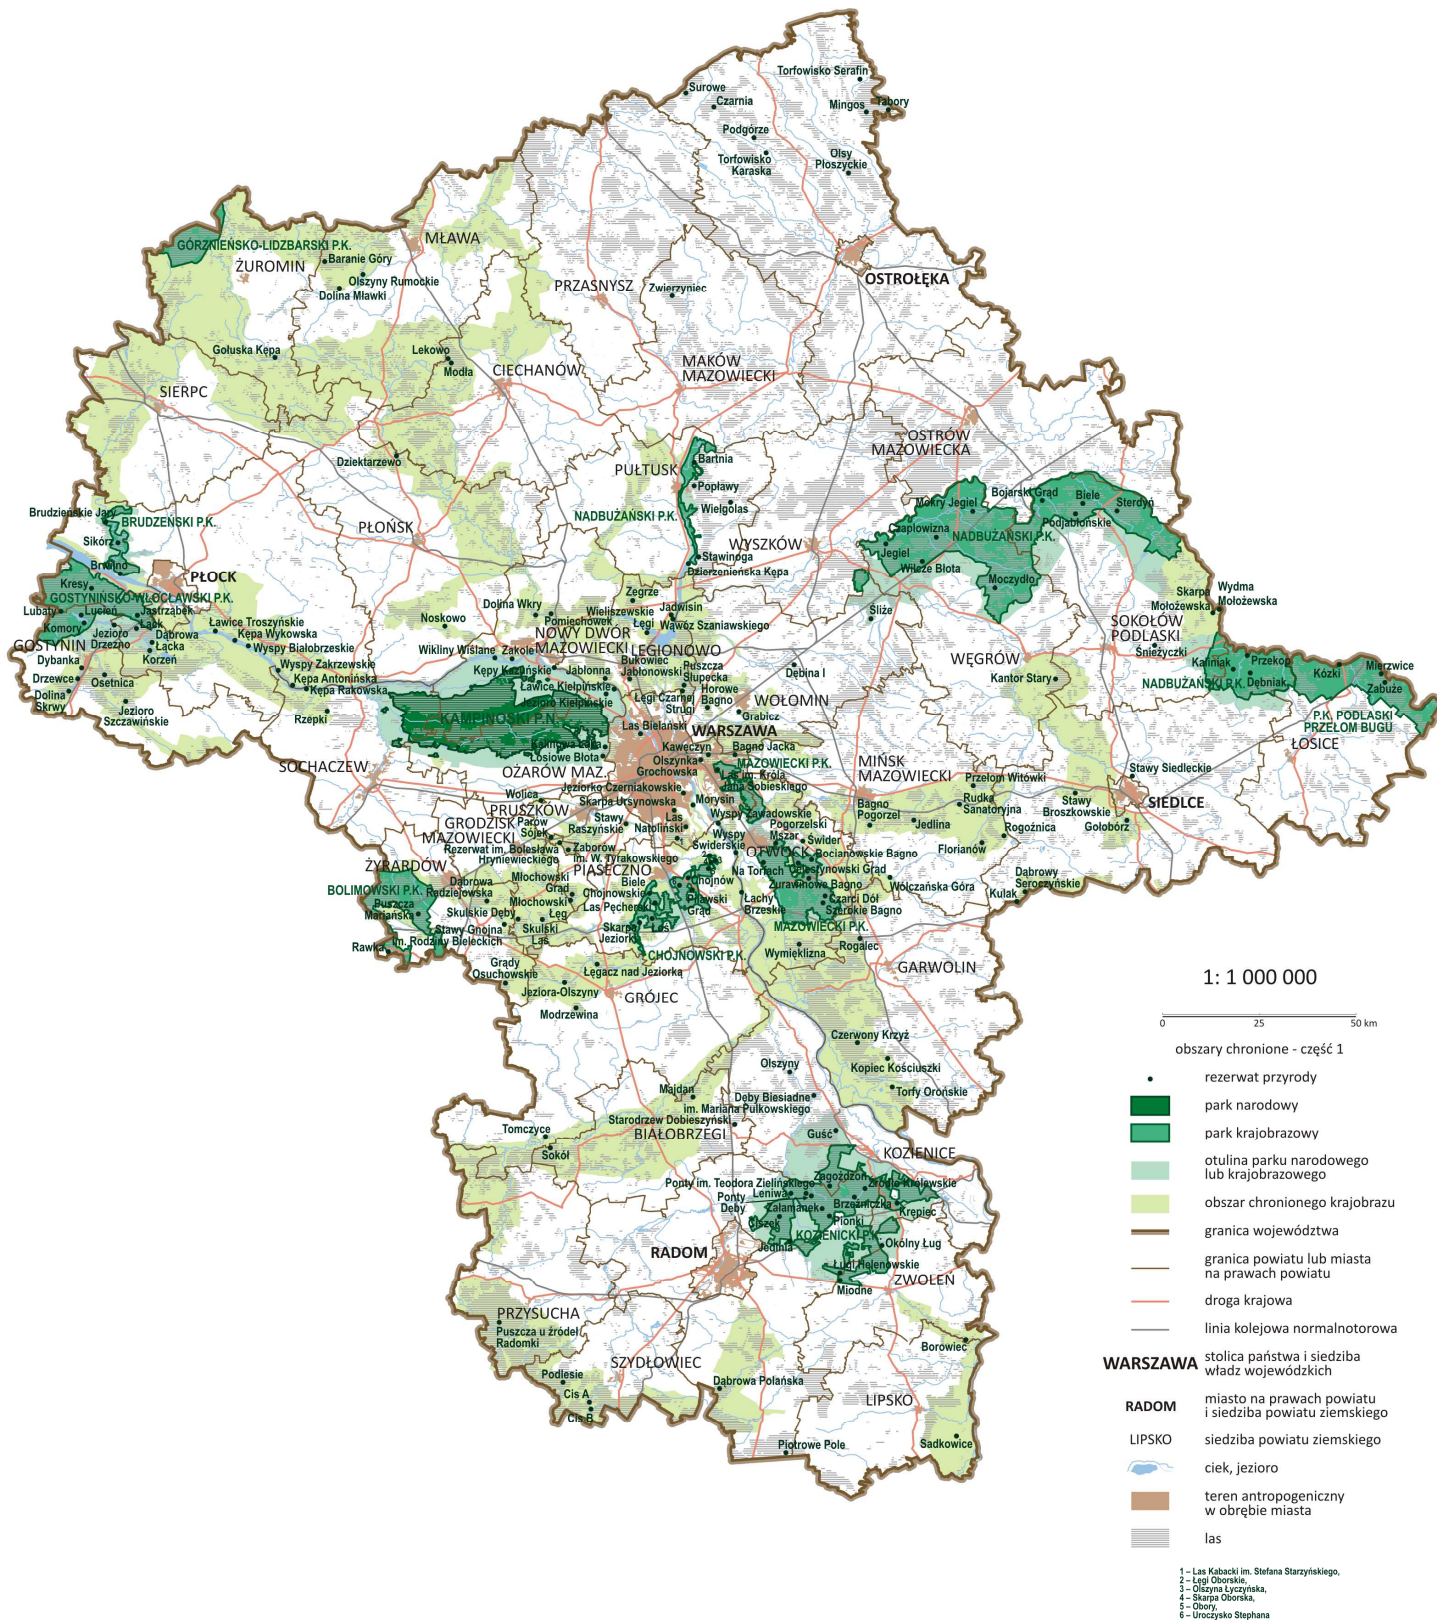 Torfowisko Serafin
Surowe
Czarnia
Mingos
Tabory
Podgórze
Torfowisko
Karaska
Olsy
Płoszyckie
GÓRZNIEŃSKO-LIDZBARSKI P.K.
MŁAWA
Baranie Góry
ŻUROMIN
Olszyny Rumockie
Dolina Mławki
PRZASNYSZ
Zwierzyniec
OSTROŁĘKA
Gołuska Kępa
Lekowo
Modła
CIECHANÓW
MAKÓW
MAZOWIECKI
SIERPC
OSTRÓW
MAZOWIECKA
Dziektarzewo
PUŁTUSK
Bartnia
Popławy
Wielgolas
NADBUŻAŃSKI P.K.
Mokry Jegiel
Bojarski Grąd
Biele
Sterdyń
Podjabłońskie
Czaplowizna
NADBUŻAŃSKI P.K.
Jegiel
Wilcze Błota
Moczydło
Brudzieńskie Jary
BRUDZEŃSKI P.K.
Sikórz
Brwilno
PŁOŃSK
WYSZKÓW
Stawinoga
Dzierżenińska Kępa
PŁOCK
Kresy
GOSTYNIŃSKO-WŁOCŁAWSKI P.K.
Lubaty
Lucień
Jastrząbek
Komory
Łąck
Jezioro
Drzezno
Dąbrowa
Łącka
Korzeń
GOSTYNIN
Dybanka
Drzewce
Osetnica
Dolina
Skrwy
Jezioro
Szczawińskie
Ławice Troszyńskie
Kępa Wykowska
Wyspy Białobrzeskie
Wyspy Zakrzewskie
Kępa Antonińska
Kępa Rakowska
Rzepki
Noskowo
Dolina Wkry
Pomiechówek
Zegrze
Wieliszewskie
Łęgi
Jadwisin
Wąwóz Szaniawskiego
NOWY DWÓR
MAZOWIECKI
LEGIONOWO
Wikliny Wiślane
Zakole
Kępy Kazuńskie
Jabłonna
Bukowiec
Jabłonowski
Puszcza
Słupecka
Ławice Kiełpińskie
Jezioro Kiełpińskie
Łęgi Czarnej
Strugi
Horowe
Bagno
Grabicz
WOŁOMIN
Dębina I
Śliże
KAMPINOSKI P.N.
Kalinowa Łąka
Łosiowe Błota
Las Bielański
WARSZAWA
Kawęczyn
Olszynka
Grochowska
Bagno Jacka
MAZOWIECKI P.K.
Las im. Króla
Jana Sobieskiego
Skarpa
Mołożewska
Wydma
Mołożewska
SOKOŁÓW
PODLASKI
Śnieżyczki
WĘGRÓW
Kantor Stary
Kaliniak
Przekop
Dębniak
NADBUŻAŃSKI P.K.
Kózki
Mierzwice
Zabuże
P.K. PODLASKI
PRZEŁOM BUGU
ŁOSICE
SOCHACZEW
OŻARÓW MAZ.
Wolica
PRUSZKÓW
Jeziorko Czerniakowskie
Skarpa Ursynowska
Morysin
GRODZISK
MAZOWIECKI
Parów
Sójek
Stawy
Raszyńskie
Las
Natoliński
Wyspy Zawadowskie
Wyspy
Świderskie
Pogorzelski
Mszar
Świder
MIŃSK
MAZOWIECKI
Bagno
Pogorzel
Jedlina
Przełom Witówki
Rudka
Sanatoryjna
Rogoźnica
Florianów
Stawy
Broszkowskie
Stawy Siedleckie
SIEDLCE
Gołobórz
Rezerwat im. Bolesława
Hryniewieckiego
Zaborów
im. W. Tyrakowskiego
ŻYRARDÓW
PIASECZNO
OTWOCK
Bocianowskie Bagno
Na Torfach
Celestynowski Grąd
Żurawinowe Bagno
Czarci Dół
Szerokie Bagno
MAZOWIECKI P.K.
Wólczańska Góra
Dąbrowy
Seroczyńskie
Kulak
BOLIMOWSKI P.K.
Puszcza
Mariańska
Rawka
Dąbrowa
Radziejowska
Młochowski
Grąd
Młochowski
Łęg
Skulskie Dęby
Skulski
Las
Stawy Gnojna
im. Rodziny Bieleckich
Biele
Chojnowskie
Las Pęcherski
Skarpa
Jeziorki
Łoś
Chojnów
Pilawski
Grąd
Łachy
Brzeskie
1
2
3
CHOJNOWSKI P.K.
Rogalec
Wymięklizna
GARWOLIN
Grądy
Osuchowskie
Łęgacz nad Jeziorką
Jeziora-Olszyny
GRÓJEC
Modrzewina
Czerwony Krzyż
Kopiec Kościuszki
Torfy Orońskie
Olszyny
Majdan
Dęby Biesiadne
im. Mariana Pulkowskiego
Starodrzew Dobieszyński
BIAŁOBRZEGI
Tomczyce
Sokół
Guść
KOZIENICE
Zagożdżon
Źródło Królewskie
Ponty im. Teodora Zielińskiego
Leniwa
Ponty
Dęby
Załamanek
Brzeźniczka
Krępiec
Ciszek
Pionki
KOZIENICKI P.K.
Jedlnia
Okólny Ług
Ługi Helenowskie
Miodne
RADOM
ZWOLEŃ
PRZYSUCHA
Puszcza u źródeł
Radomki
Borowiec
SZYDŁOWIEC
Podlesie
Cis A
Cis B
Dąbrowa Polańska
LIPSKO
Sadkowice
Piotrowe Pole
1: 1 000 000
0 25 50 km
obszary chronione - część 1
rezerwat przyrody
park narodowy
park krajobrazowy
otulina parku narodowego
lub krajobrazowego
obszar chronionego krajobrazu
granica województwa
granica powiatu lub miasta
na prawach powiatu
droga krajowa
linia kolejowa normalnotorowa
WARSZAWA stolica państwa i siedziba
władz wojewódzkich
RADOM miasto na prawach powiatu
i siedziba powiatu ziemskiego
LIPSKO siedziba powiatu ziemskiego
ciek, jezioro
teren antropogeniczny
w obrębie miasta
las
1 – Las Kabacki im. Stefana Starzyńskiego,
2 – Łęgi Oborskie,
3 – Olszyna Łyczyńska,
4 – Skarpa Oborska,
5 – Obory,
6 – Uroczysko Stephana